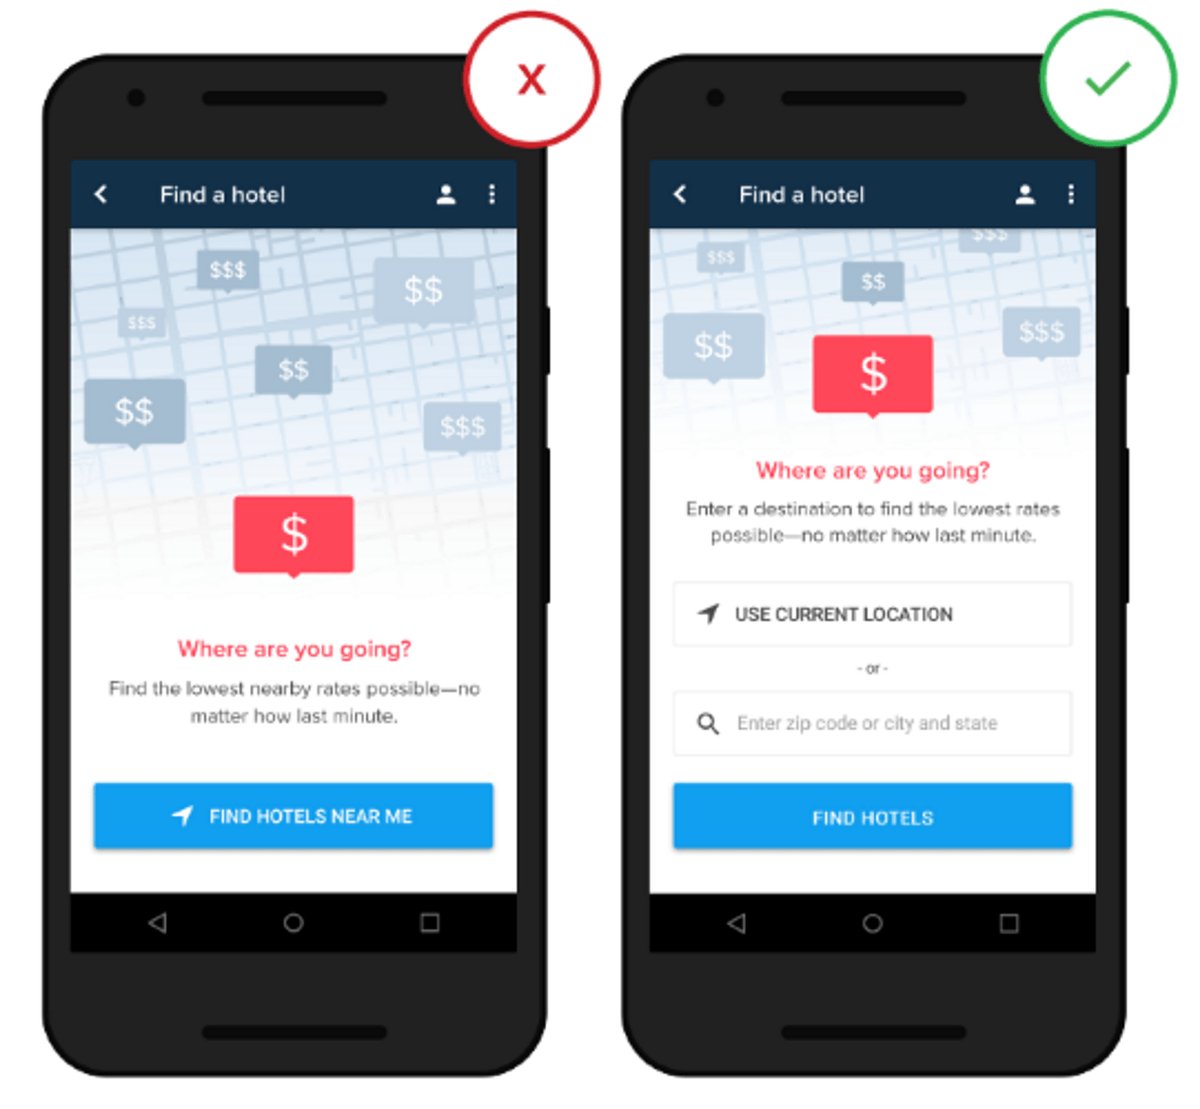 X
Find a hotel
$$$
$$
$$$
$$
$$
$$$
$
Where are you going?
Find the lowest nearby rates possible—no
matter how last minute.
FIND HOTELS NEAR ME
Find a hotel
$$$
$$$
$$
$$
$$$
$
Where are you going?
Enter a destination to find the lowest rates
possible—no matter how last minute.
USE CURRENT LOCATION
- or -
Enter zip code or city and state
FIND HOTELS